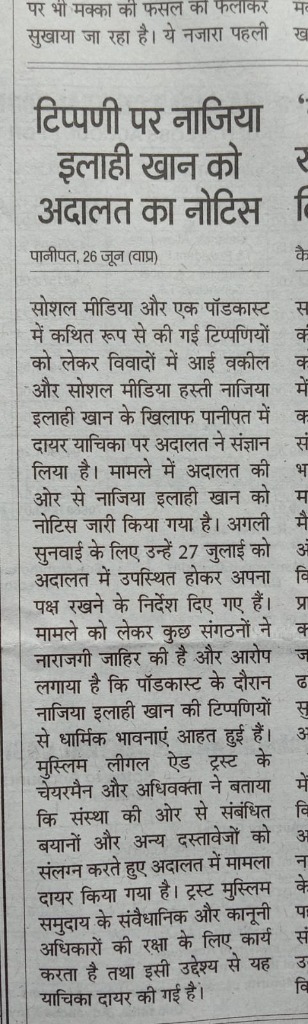 पर भी मक्का की फसल को फैलाकर
सुखाया जा रहा है। ये नजारा पहली
टिप्पणी पर नाजिया
इलाही खान को
अदालत का नोटिस
पानीपत, 26 जून (वाप्र)
सोशल मीडिया और एक पॉडकास्ट
में कथित रूप से की गई टिप्पणियों
को लेकर विवादों में आई वकील
और सोशल मीडिया हस्ती नाजिया
इलाही खान के खिलाफ पानीपत में
दायर याचिका पर अदालत ने संज्ञान
लिया है। मामले में अदालत की
ओर से नाजिया इलाही खान को
नोटिस जारी किया गया है। अगली
सुनवाई के लिए उन्हें 27 जुलाई को
अदालत में उपस्थित होकर अपना
पक्ष रखने के निर्देश दिए गए हैं।
मामले को लेकर कुछ संगठनों ने
नाराजगी जाहिर की है और आरोप
लगाया है कि पॉडकास्ट के दौरान
नाजिया इलाही खान की टिप्पणियों
से धार्मिक भावनाएं आहत हुई हैं।
मुस्लिम लीगल ऐड ट्रस्ट के
चेयरमैन और अधिवक्ता ने बताया
कि संस्था की ओर से संबंधित
बयानों और अन्य दस्तावेजों को
संलग्न करते हुए अदालत में मामला
दायर किया गया है। ट्रस्ट मुस्लिम
समुदाय के संवैधानिक और कानूनी
अधिकारों की रक्षा के लिए कार्य
करता है तथा इसी उद्देश्य से यह
याचिका दायर की गई है।